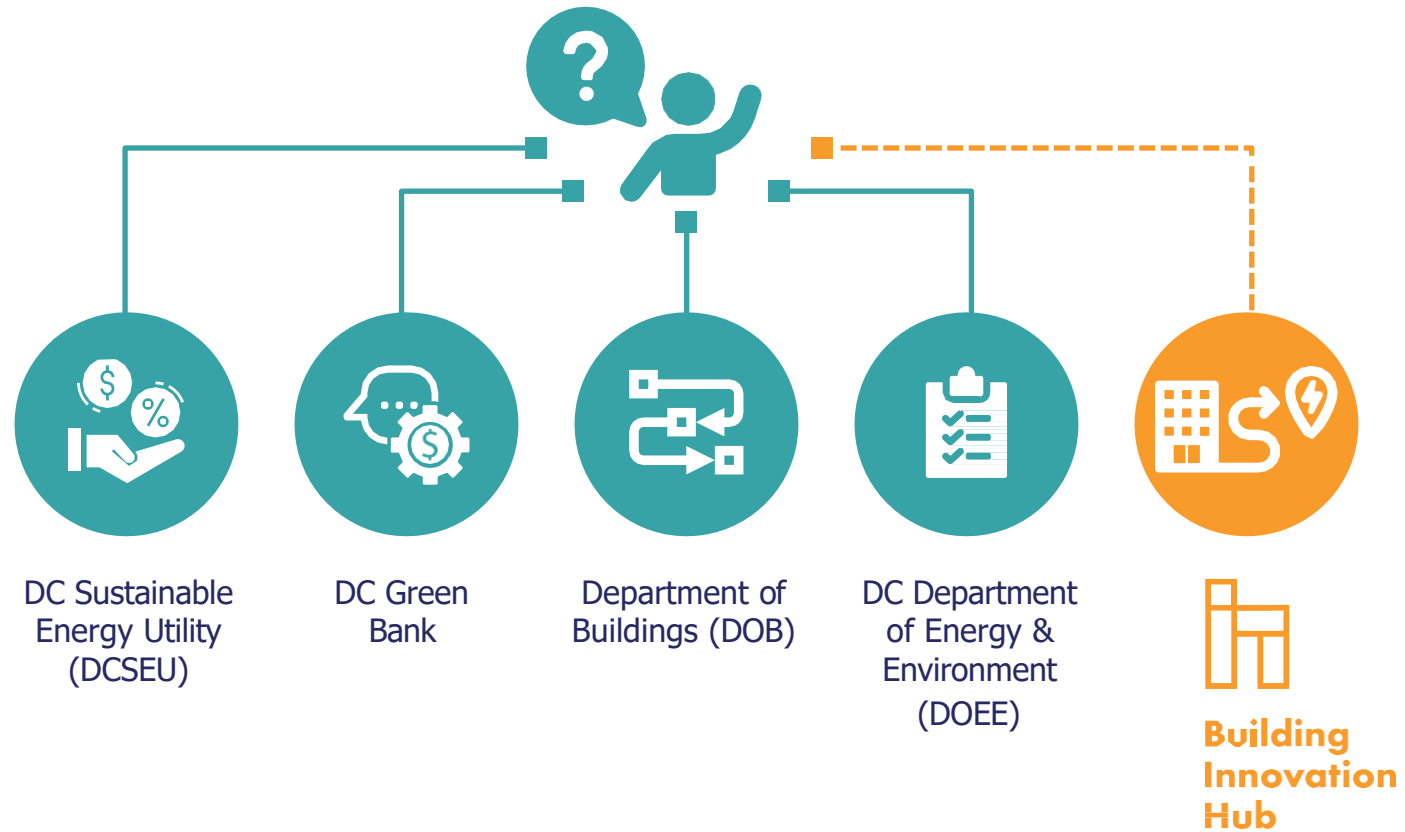 ?
$
%
$
DC Sustainable
Energy Utility
(DCSEU)
DC Green
Bank
Department of
Buildings (DOB)
DC Department
of Energy &
Environment
(DOEE)
Building
Innovation
Hub